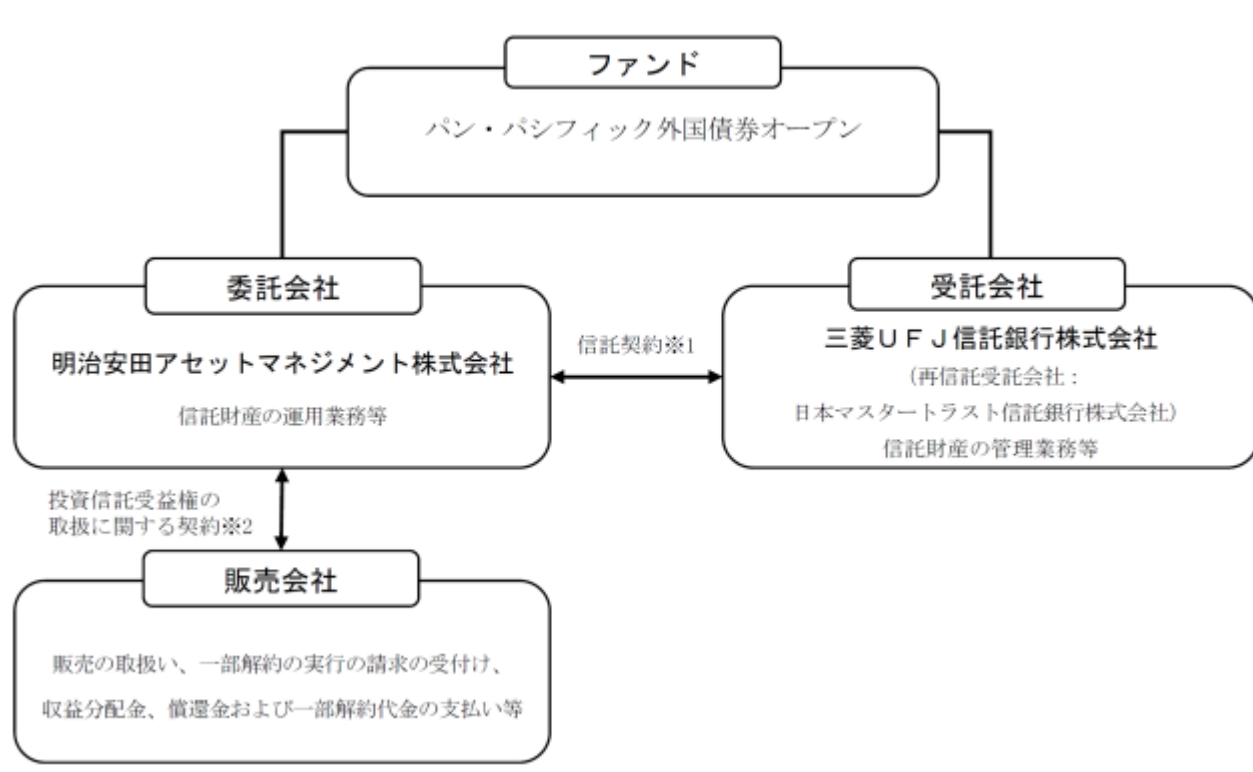 ファンド
パン・パシフィック外国債券オープン
委託会社
明治安田アセットマネジメント株式会社
信託財産の運用業務等
信託契約※1
受託会社
三菱ＵＦＪ信託銀行株式会社
(再信託受託会社：
日本マスタートラスト信託銀行株式会社)
信託財産の管理業務等
投資信託受益権の
取扱に関する契約※2
販売会社
販売の取扱い、一部解約の実行の請求の受付け、
収益分配金、償還金および一部解約代金の支払い等